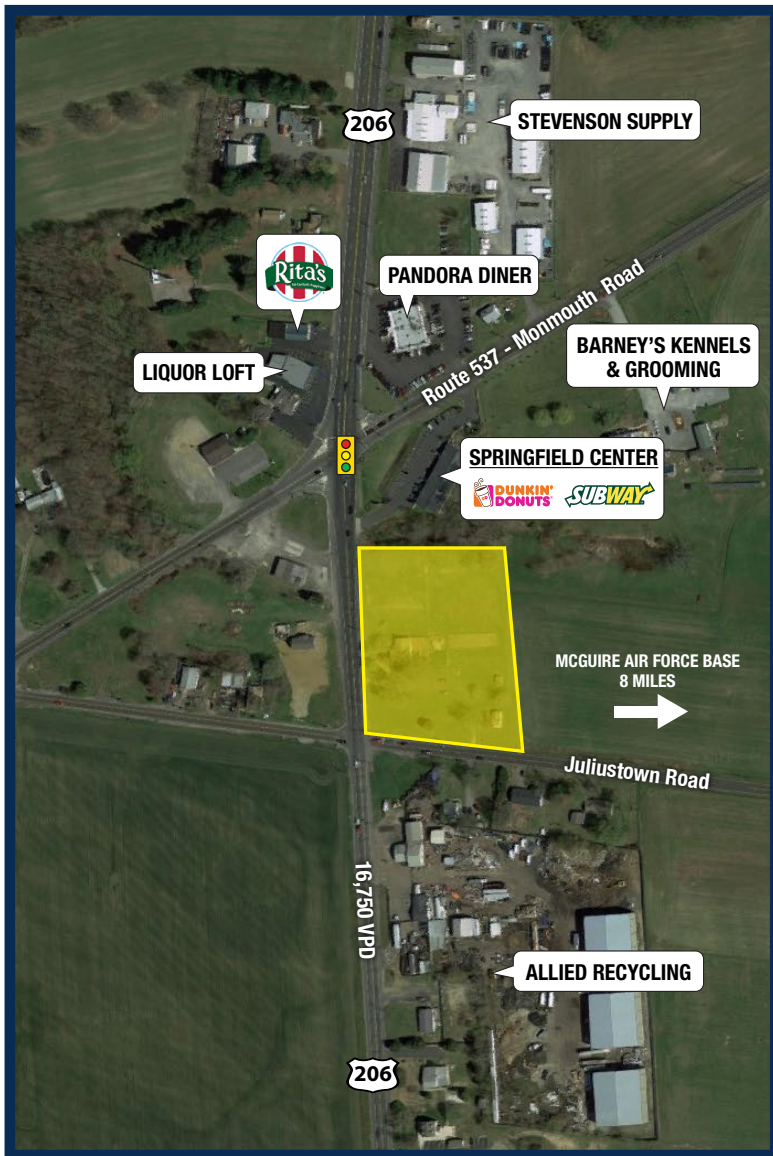 206
STEVENSON SUPPLY
Rita's
PANDORA DINER
Route 537 - Monmouth Road
BARNEY'S KENNELS
& GROOMING
LIQUOR LOFT
SPRINGFIELD CENTER
DUNKIN'
DONUTS
SUBWAY
MCGUIRE AIR FORCE BASE
8 MILES
Juliustown Road
16,750 VPD
ALLIED RECYCLING
206